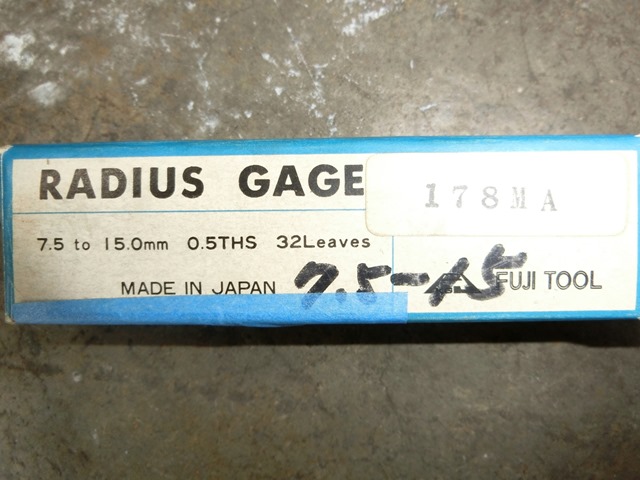 RADIUS GAGE
178MA
7.5 to 15.0mm 0.5THS 32Leaves
MADE IN JAPAN
7.5-15
FUJI TOOL